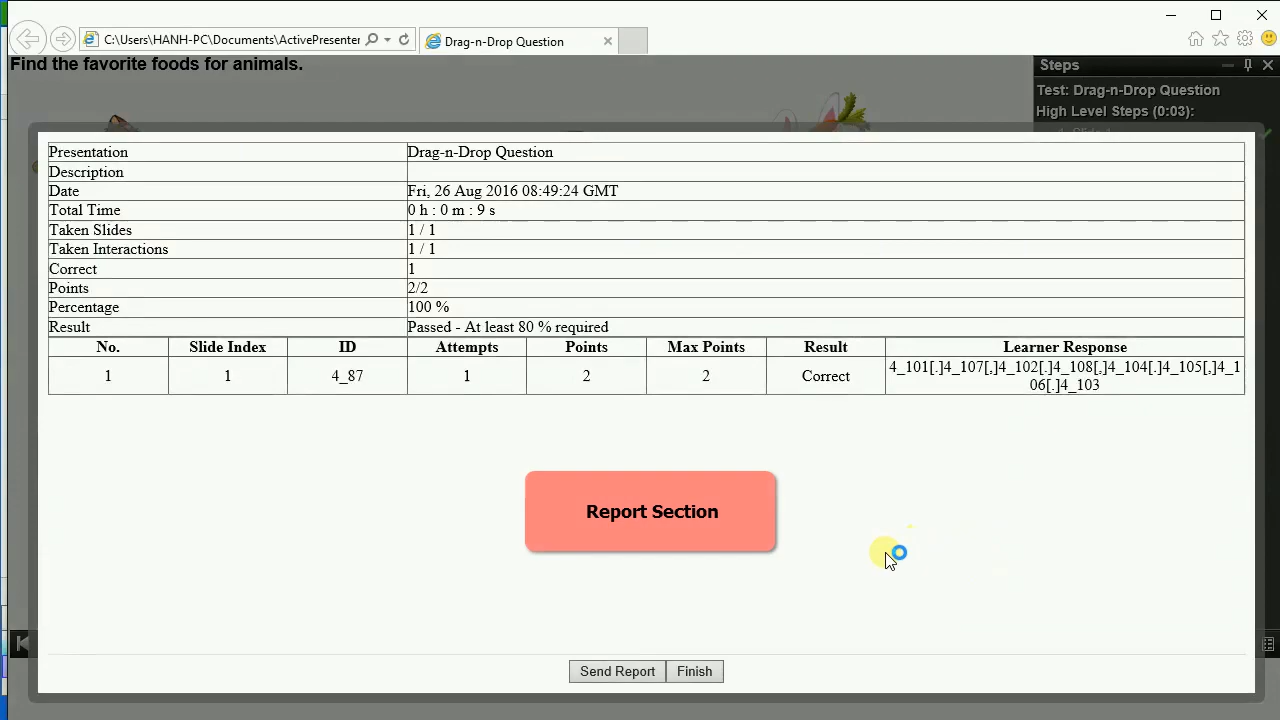 C:\Users\HANH-PC\Documents\ActivePresenter
Drag-n-Drop Question
Find the favorite foods for animals.
Steps
Test: Drag-n-Drop Question
High Level Steps (0:03):
1. Slide 1
Presentation Drag-n-Drop Question
Description
Date Fri, 26 Aug 2016 08:49:24 GMT
Total Time 0 h : 0 m : 9 s
Taken Slides 1 / 1
Taken Interactions 1 / 1
Correct 1
Points 2/2
Percentage 100 %
Result Passed - At least 80 % required
No. Slide Index ID Attempts Points Max Points Result Learner Response
1 1 4_87 1 2 2 Correct 4_101[.]4_107[,]4_102[.]4_108[,]4_104[.]4_105[,]4_1
06[.]4_103
Report Section
Send Report Finish